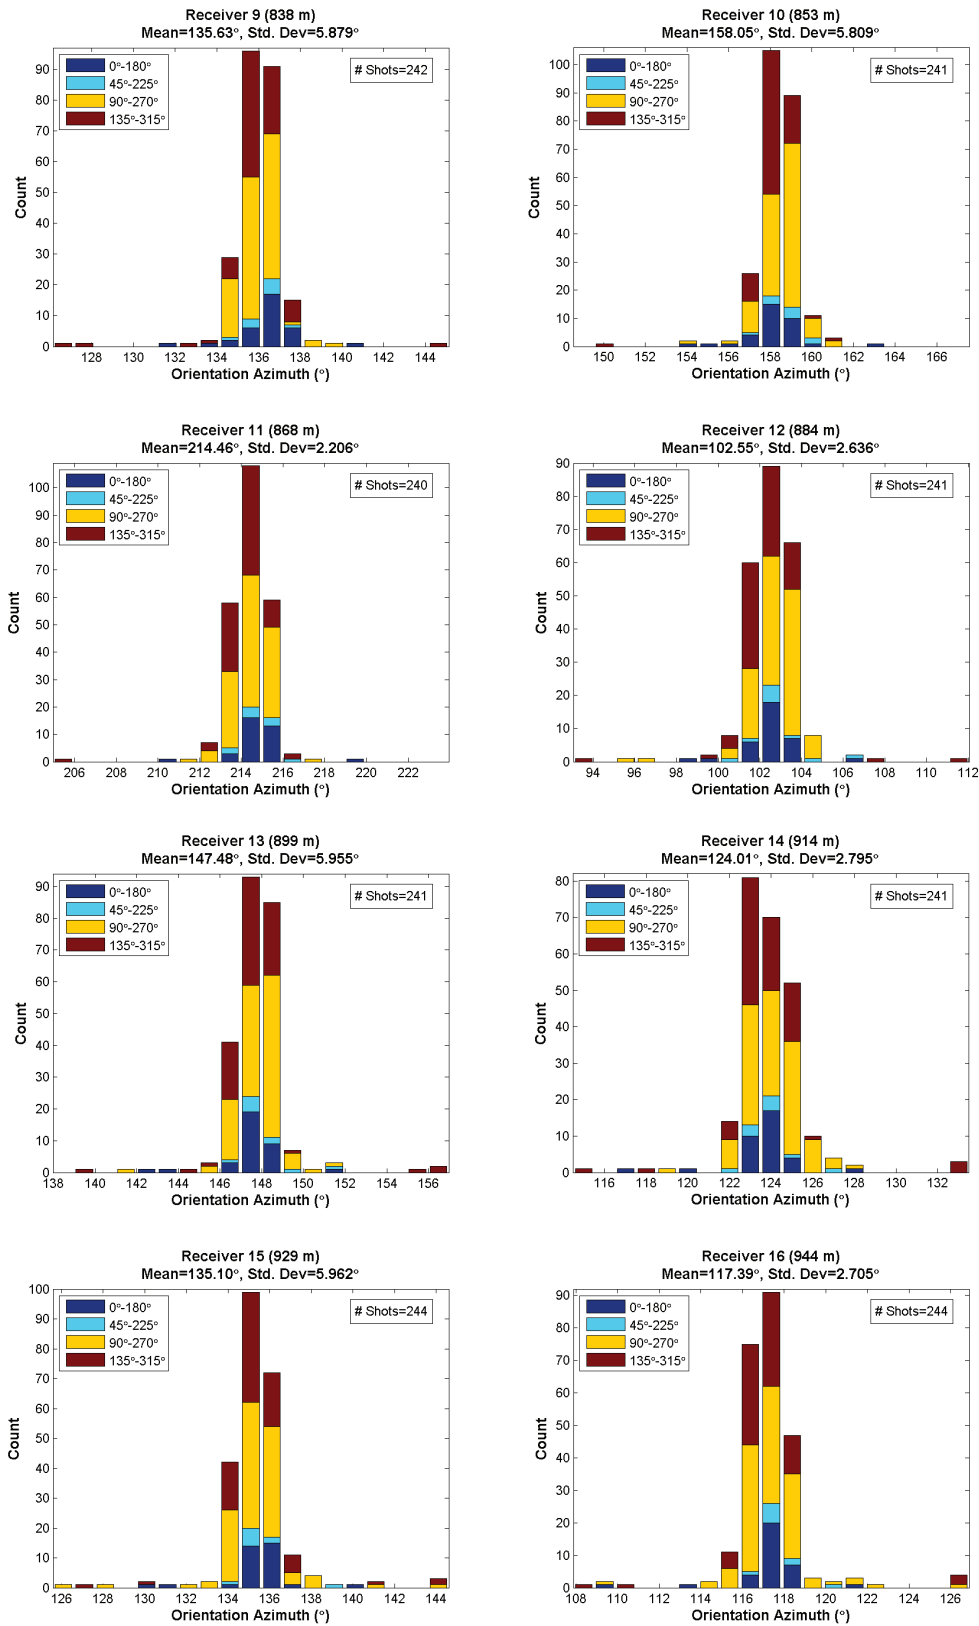 Receiver 9 (838 m)
Mean=135.63°, Std. Dev=5.879°
0°-180°
45°-225°
90°-270°
135°-315°
# Shots=242
Count
90
80
70
60
50
40
30
20
10
0
128 130 132 134 136 138 140 142 144
Orientation Azimuth (°)
Receiver 10 (853 m)
Mean=158.05°, Std. Dev=5.809°
0°-180°
45°-225°
90°-270°
135°-315°
# Shots=241
Count
100
90
80
70
60
50
40
30
20
10
0
150 152 154 156 158 160 162 164 166
Orientation Azimuth (°)
Receiver 11 (868 m)
Mean=214.46°, Std. Dev=2.206°
0°-180°
45°-225°
90°-270°
135°-315°
# Shots=240
Count
100
90
80
70
60
50
40
30
20
10
0
206 208 210 212 214 216 218 220 222
Orientation Azimuth (°)
Receiver 12 (884 m)
Mean=102.55°, Std. Dev=2.636°
0°-180°
45°-225°
90°-270°
135°-315°
# Shots=241
Count
90
80
70
60
50
40
30
20
10
0
94 96 98 100 102 104 106 108 110 112
Orientation Azimuth (°)
Receiver 13 (899 m)
Mean=147.48°, Std. Dev=5.955°
0°-180°
45°-225°
90°-270°
135°-315°
# Shots=241
Count
90
80
70
60
50
40
30
20
10
0
138 140 142 144 146 148 150 152 154 156
Orientation Azimuth (°)
Receiver 14 (914 m)
Mean=124.01°, Std. Dev=2.795°
0°-180°
45°-225°
90°-270°
135°-315°
# Shots=241
Count
80
70
60
50
40
30
20
10
0
116 118 120 122 124 126 128 130 132
Orientation Azimuth (°)
Receiver 15 (929 m)
Mean=135.10°, Std. Dev=5.962°
0°-180°
45°-225°
90°-270°
135°-315°
# Shots=244
Count
100
90
80
70
60
50
40
30
20
10
0
126 128 130 132 134 136 138 140 142 144
Orientation Azimuth (°)
Receiver 16 (944 m)
Mean=117.39°, Std. Dev=2.705°
0°-180°
45°-225°
90°-270°
135°-315°
# Shots=244
Count
90
80
70
60
50
40
30
20
10
0
108 110 112 114 116 118 120 122 124 126
Orientation Azimuth (°)